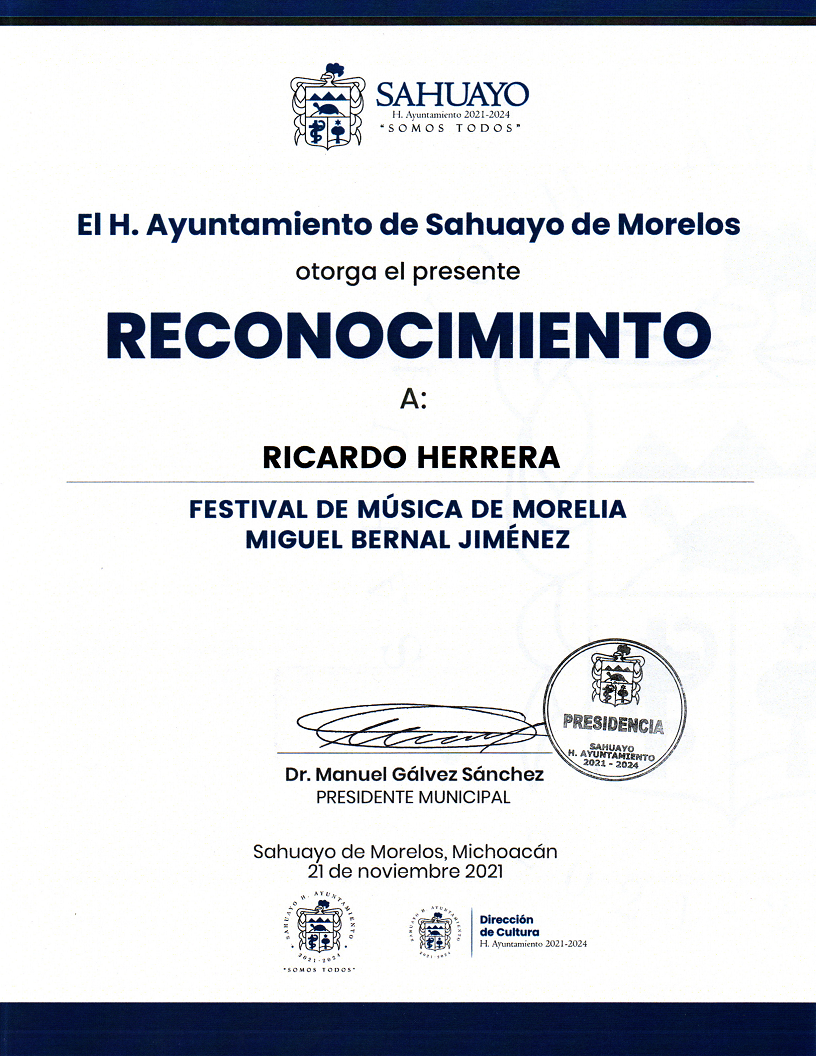 SAHUAYO
H. Ayuntamiento 2021-2024
"SOMOS TODOS"
El H. Ayuntamiento de Sahuayo de Morelos
otorga el presente
RECONOCIMIENTO
A:
RICARDO HERRERA
FESTIVAL DE MÚSICA DE MORELIA
MIGUEL BERNAL JIMÉNEZ
PRESIDENCIA
SAHUAYO
H. AYUNTAMIENTO
2021 - 2024
Dr. Manuel Gálvez Sánchez
PRESIDENTE MUNICIPAL
Sahuayo de Morelos, Michoacán
21 de noviembre 2021
SAHUAYO H. AYUNTAMIENTO
2021-2024
"SOMOS TODOS"
SAHUAYO H. AYUNTAMIENTO
2021-2024
Dirección
de Cultura
H. Ayuntamiento 2021-2024